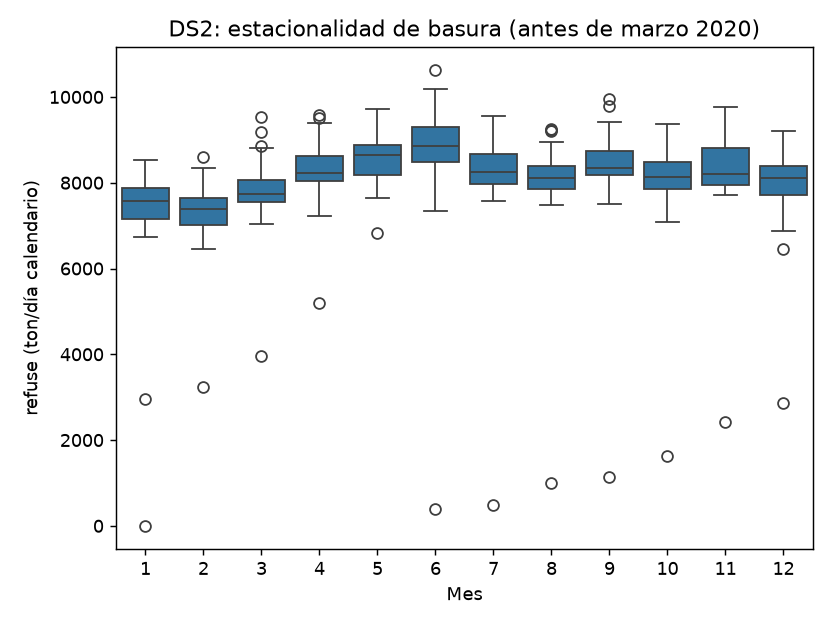 DS2: estacionalidad de basura (antes de marzo 2020)
refuse (ton/día calendario)
10000
8000
6000
4000
2000
0
1 2 3 4 5 6 7 8 9 10 11 12
Mes